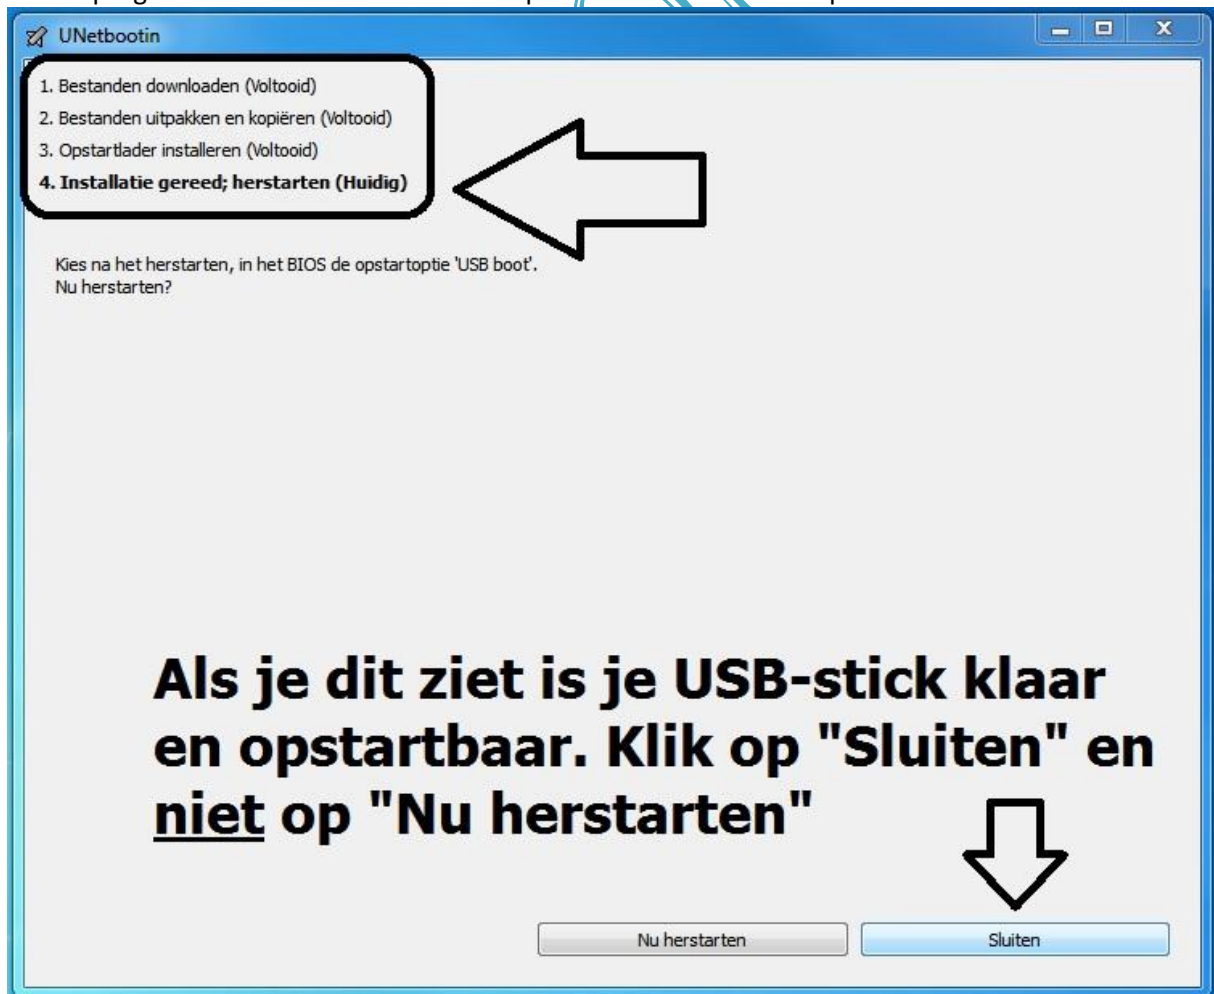 UNetbootin
1. Bestanden downloaden (Voltooid)
2. Bestanden uitpakken en kopiëren (Voltooid)
3. Opstartlader installeren (Voltooid)
4. Installatie gereed; herstarten (Huidig)
Kies na het herstarten, in het BIOS de opstartoptie 'USB boot'.
Nu herstarten?
Als je dit ziet is je USB-stick klaar
en opstartbaar. Klik op "Sluiten" en
niet op "Nu herstarten"
Nu herstarten
Sluiten